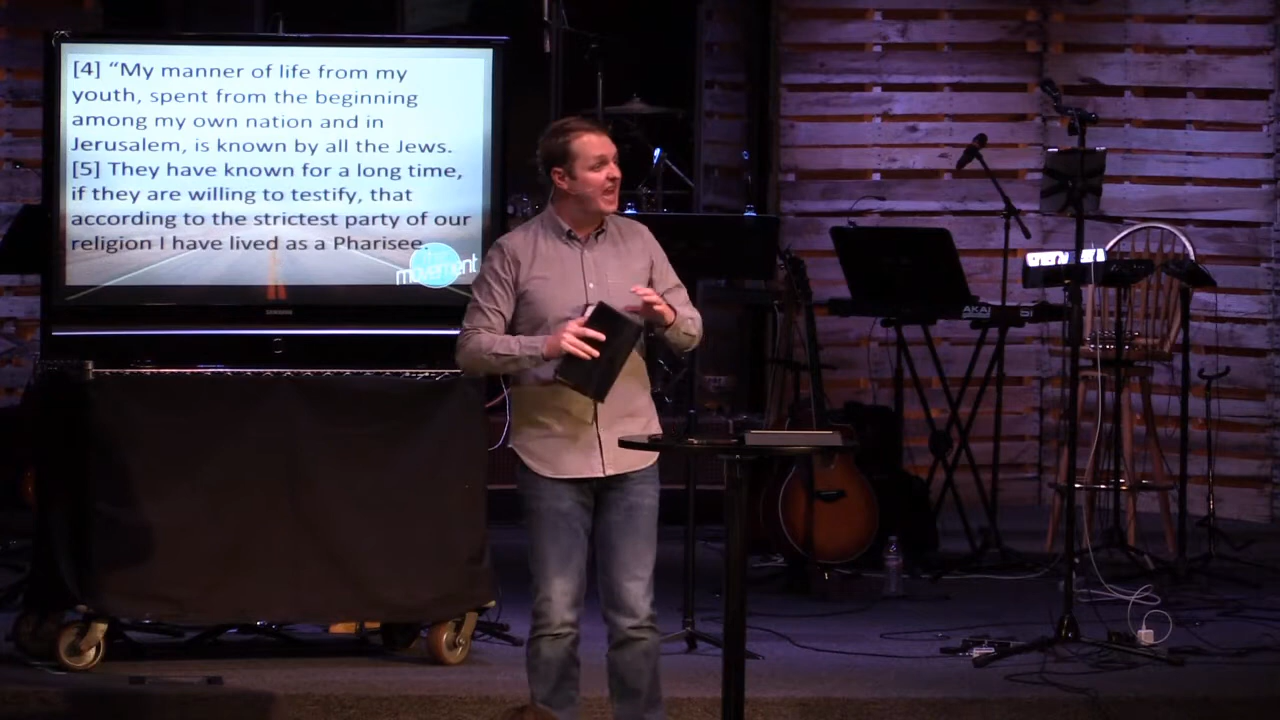 [4] “My manner of life from my
youth, spent from the beginning
among my own nation and in
Jerusalem, is known by all the Jews.
[5] They have known for a long time,
if they are willing to testify, that
according to the strictest party of our
religion I have lived as a Pharisee.
the
movement
SAMSUNG
AKAI